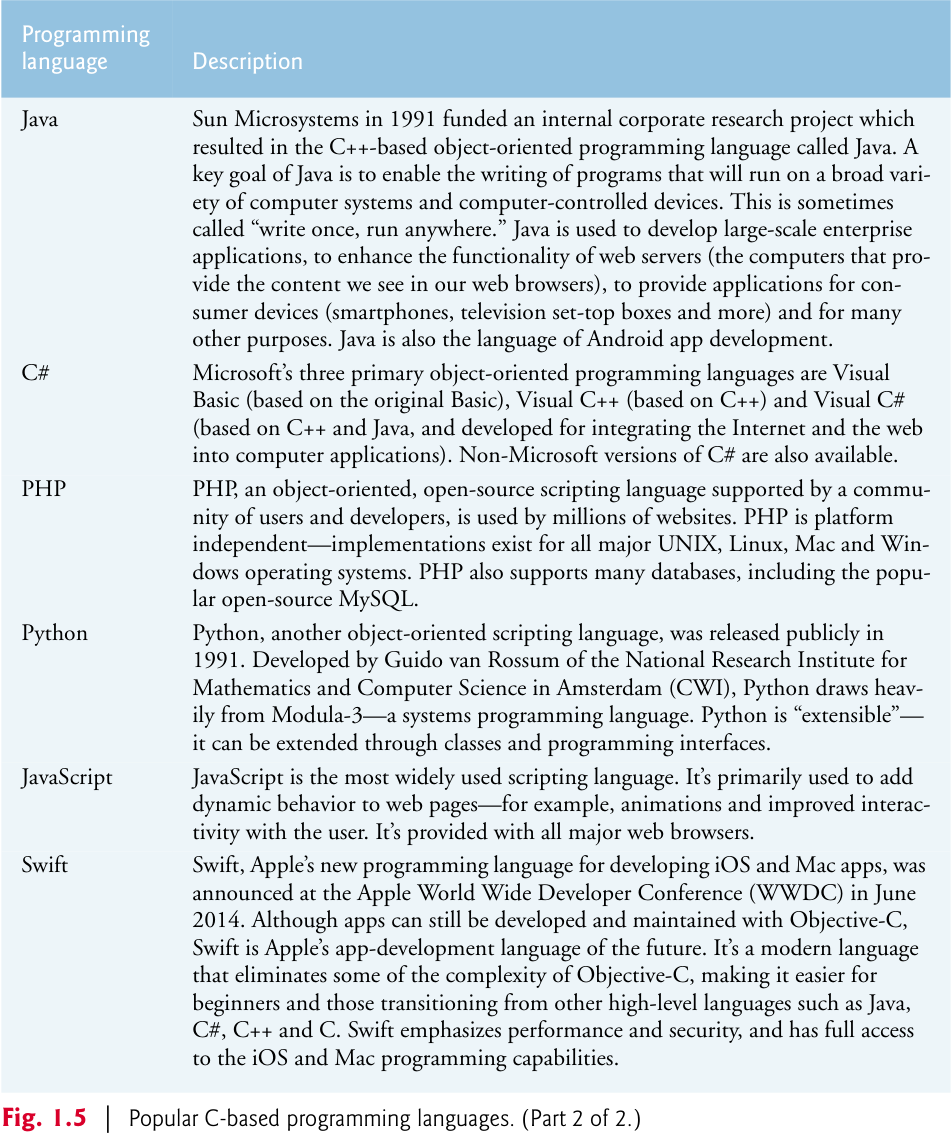 Programming
language
Description
Java
Sun Microsystems in 1991 funded an internal corporate research project which
resulted in the C++-based object-oriented programming language called Java. A
key goal of Java is to enable the writing of programs that will run on a broad vari-
ety of computer systems and computer-controlled devices. This is sometimes
called “write once, run anywhere.” Java is used to develop large-scale enterprise
applications, to enhance the functionality of web servers (the computers that pro-
vide the content we see in our web browsers), to provide applications for con-
sumer devices (smartphones, television set-top boxes and more) and for many
other purposes. Java is also the language of Android app development.
C#
Microsoft’s three primary object-oriented programming languages are Visual
Basic (based on the original Basic), Visual C++ (based on C++) and Visual C#
(based on C++ and Java, and developed for integrating the Internet and the web
into computer applications). Non-Microsoft versions of C# are also available.
PHP
PHP, an object-oriented, open-source scripting language supported by a commu-
nity of users and developers, is used by millions of websites. PHP is platform
independent—implementations exist for all major UNIX, Linux, Mac and Win-
dows operating systems. PHP also supports many databases, including the popu-
lar open-source MySQL.
Python
Python, another object-oriented scripting language, was released publicly in
1991. Developed by Guido van Rossum of the National Research Institute for
Mathematics and Computer Science in Amsterdam (CWI), Python draws heav-
ily from Modula-3—a systems programming language. Python is “extensible”—
it can be extended through classes and programming interfaces.
JavaScript
JavaScript is the most widely used scripting language. It’s primarily used to add
dynamic behavior to web pages—for example, animations and improved interac-
tivity with the user. It’s provided with all major web browsers.
Swift
Swift, Apple’s new programming language for developing iOS and Mac apps, was
announced at the Apple World Wide Developer Conference (WWDC) in June
2014. Although apps can still be developed and maintained with Objective-C,
Swift is Apple’s app-development language of the future. It’s a modern language
that eliminates some of the complexity of Objective-C, making it easier for
beginners and those transitioning from other high-level languages such as Java,
C#, C++ and C. Swift emphasizes performance and security, and has full access
to the iOS and Mac programming capabilities.
Fig. 1.5 | Popular C-based programming languages. (Part 2 of 2.)